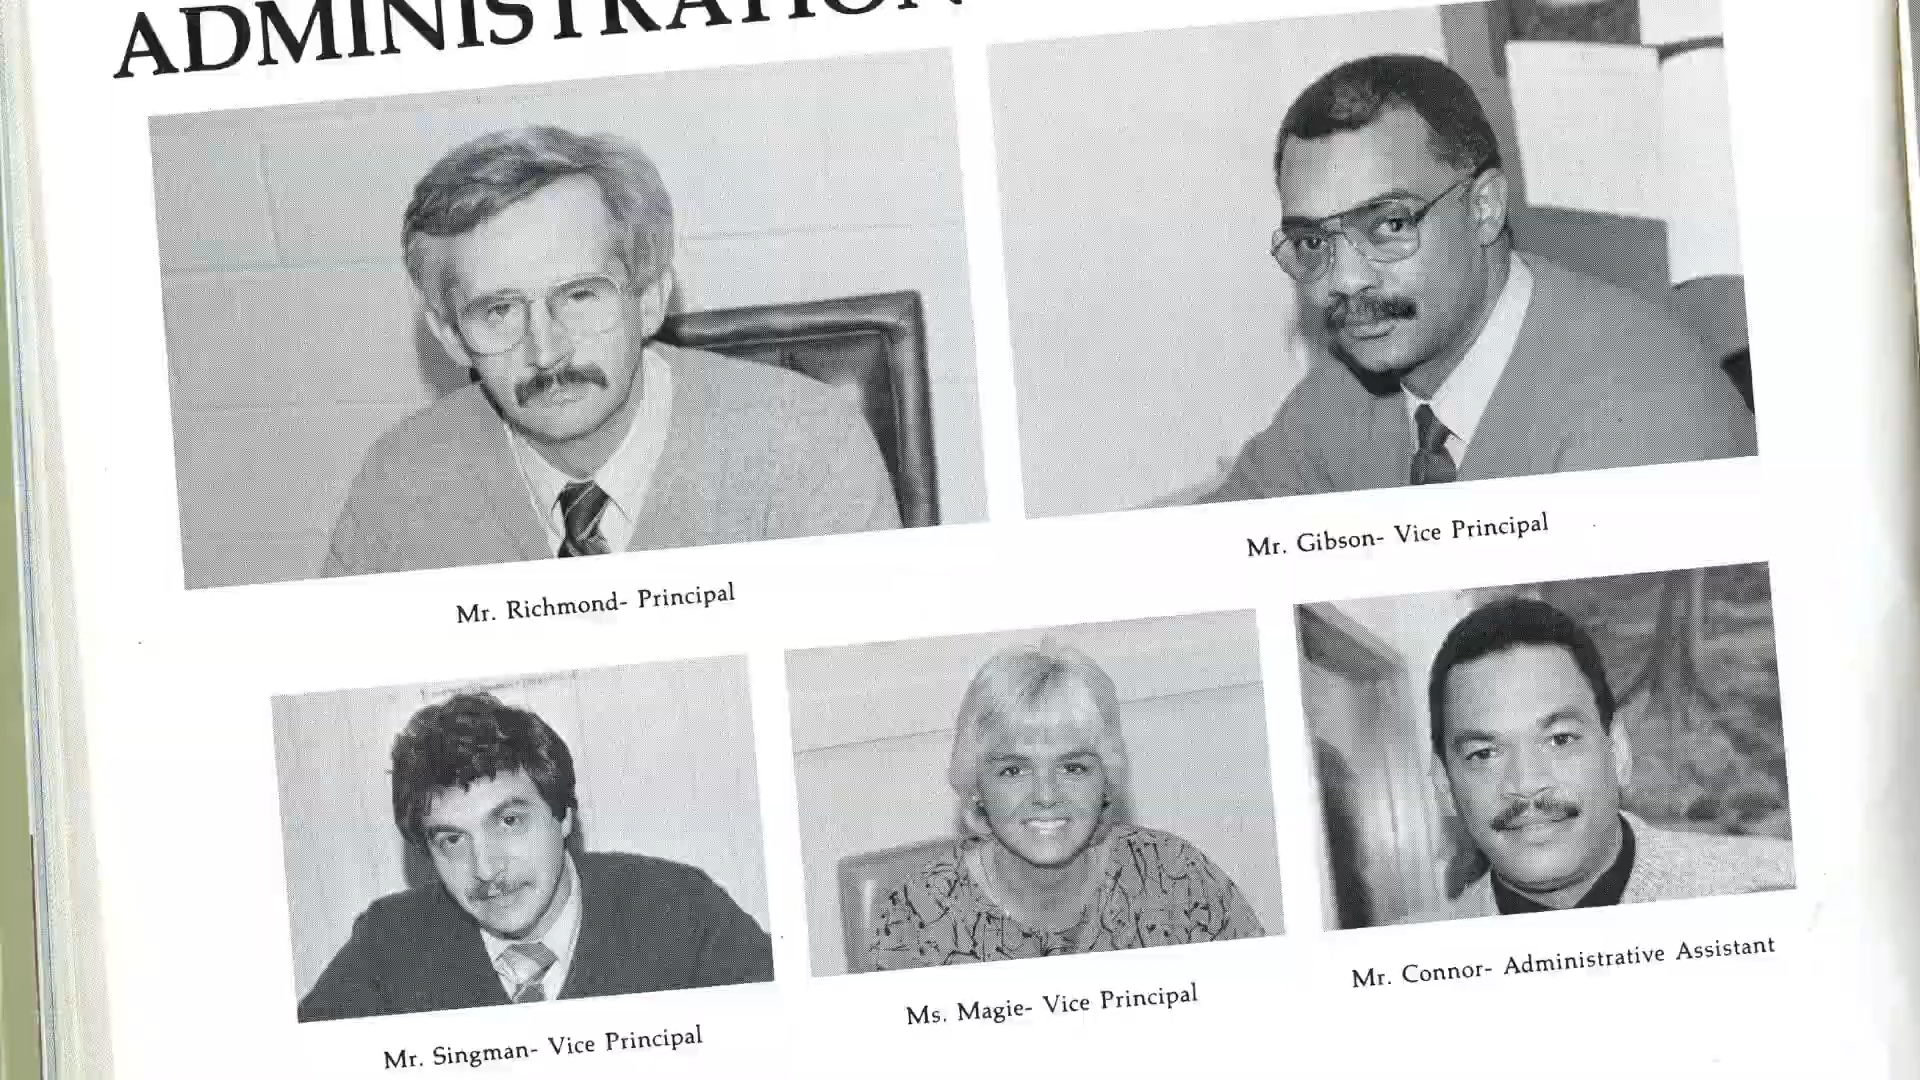 ADMINISTRATION
Mr. Richmond- Principal
Mr. Gibson- Vice Principal
Mr. Singman- Vice Principal
Ms. Magie- Vice Principal
Mr. Connor- Administrative Assistant